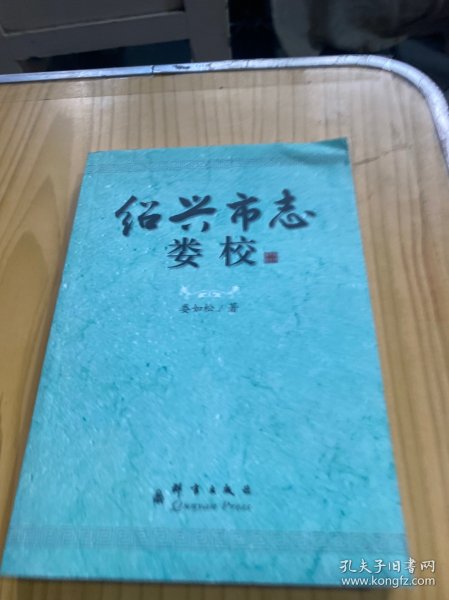 绍兴市志
娄校
娄如松／著
群言出版社
Qunyan Press
孔夫子旧书网
www.kongfz.com